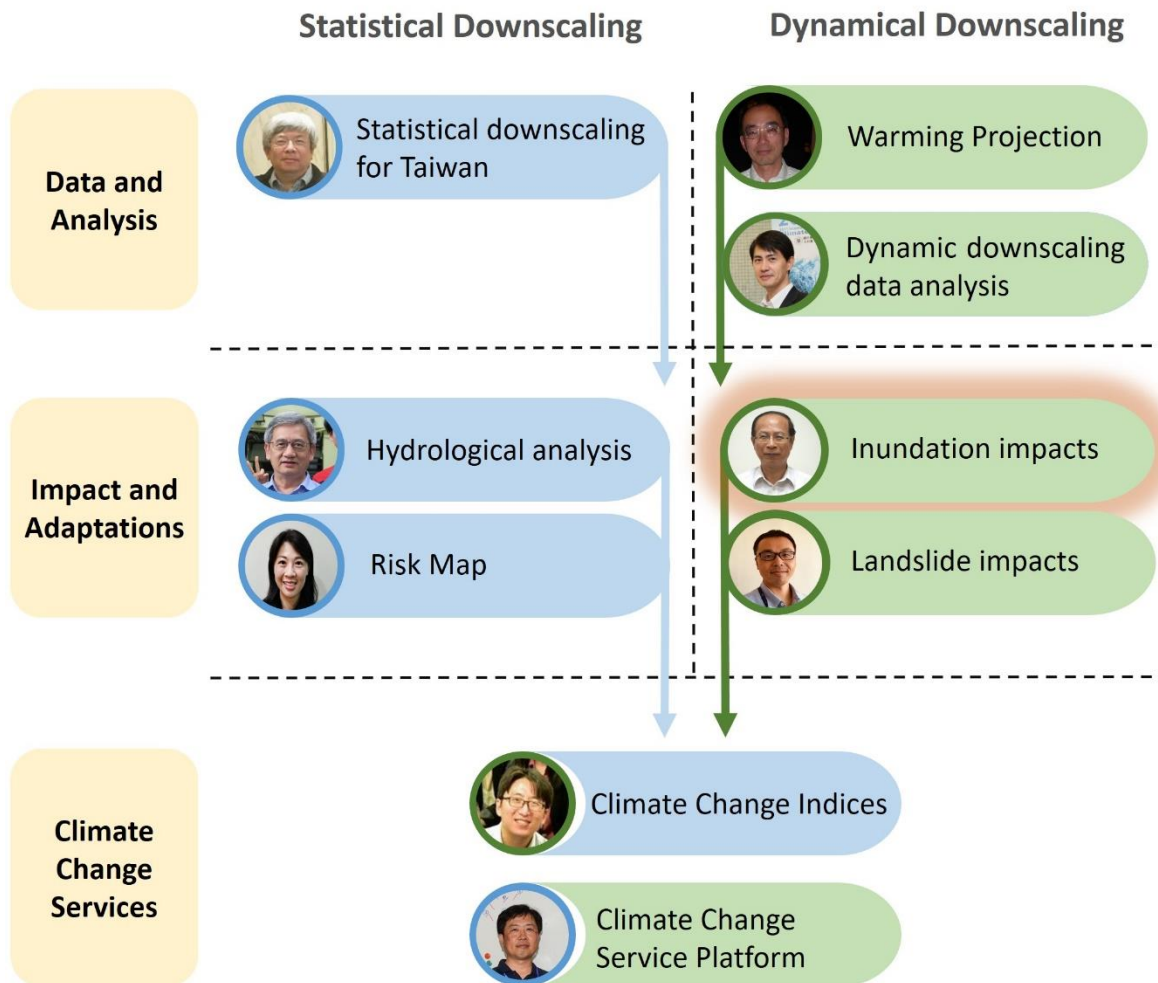 Statistical Downscaling
Dynamical Downscaling
Data and
Analysis
Statistical downscaling
for Taiwan
Warming Projection
Dynamic downscaling
data analysis
Impact and
Adaptations
Hydrological analysis
Risk Map
Inundation impacts
Landslide impacts
Climate
Change
Services
Climate Change Indices
Climate Change
Service Platform